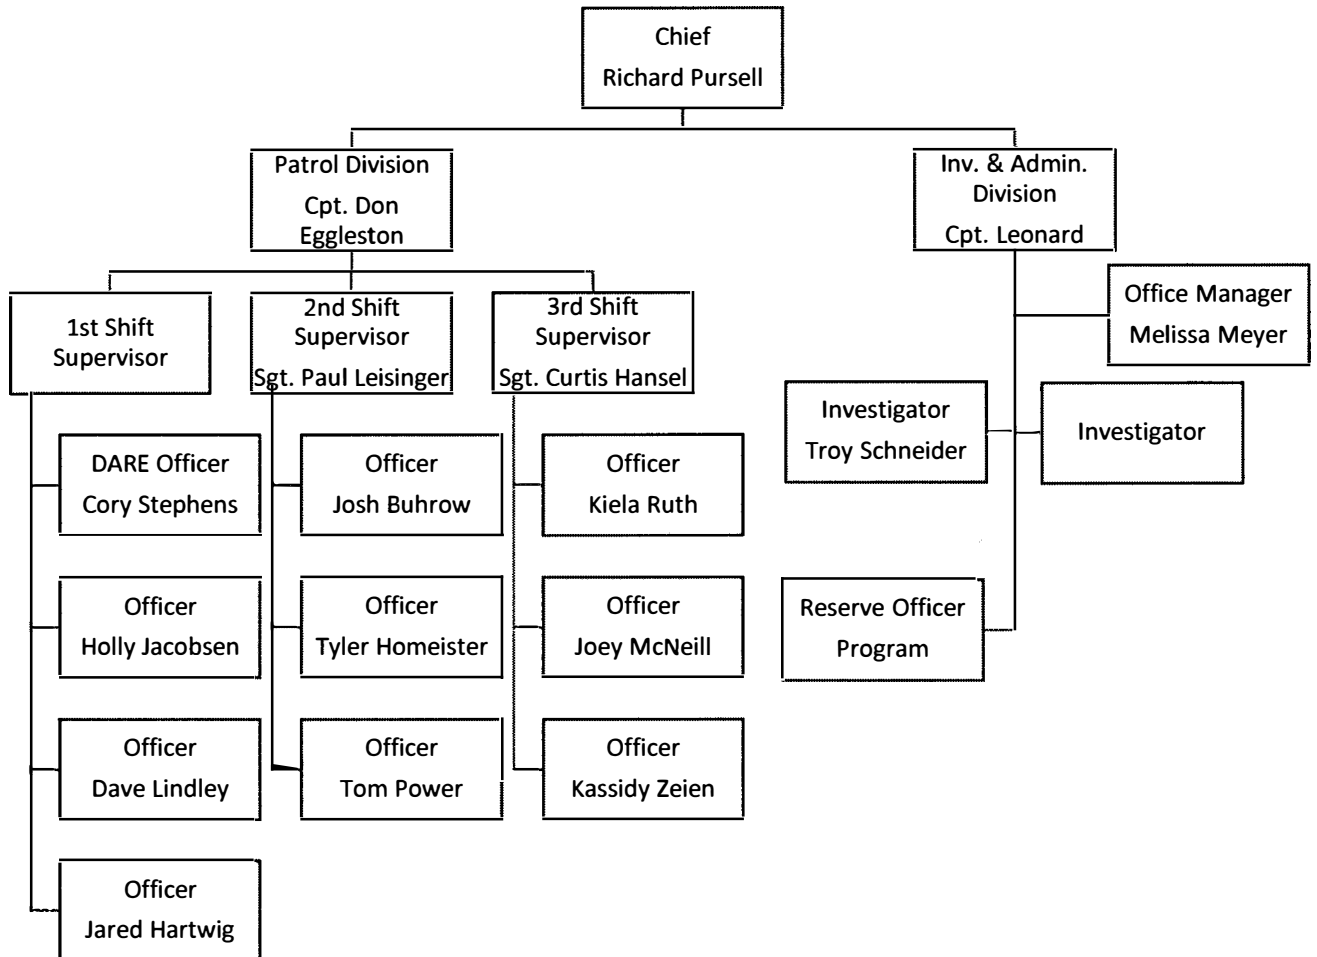 Chief
Richard Pursell
Patrol Division
Cpt. Don
Eggleston
Inv. & Admin.
Division
Cpt. Leonard
Office Manager
Melissa Meyer
1st Shift
Supervisor
2nd Shift
Supervisor
Sgt. Paul Leisinger
3rd Shift
Supervisor
Sgt. Curtis Hansel
Investigator
Troy Schneider
Investigator
DARE Officer
Cory Stephens
Officer
Josh Buhrow
Officer
Kiela Ruth
Officer
Holly Jacobsen
Officer
Tyler Homeister
Officer
Joey McNeill
Reserve Officer
Program
Officer
Dave Lindley
Officer
Tom Power
Officer
Kassidy Zeien
Officer
Jared Hartwig